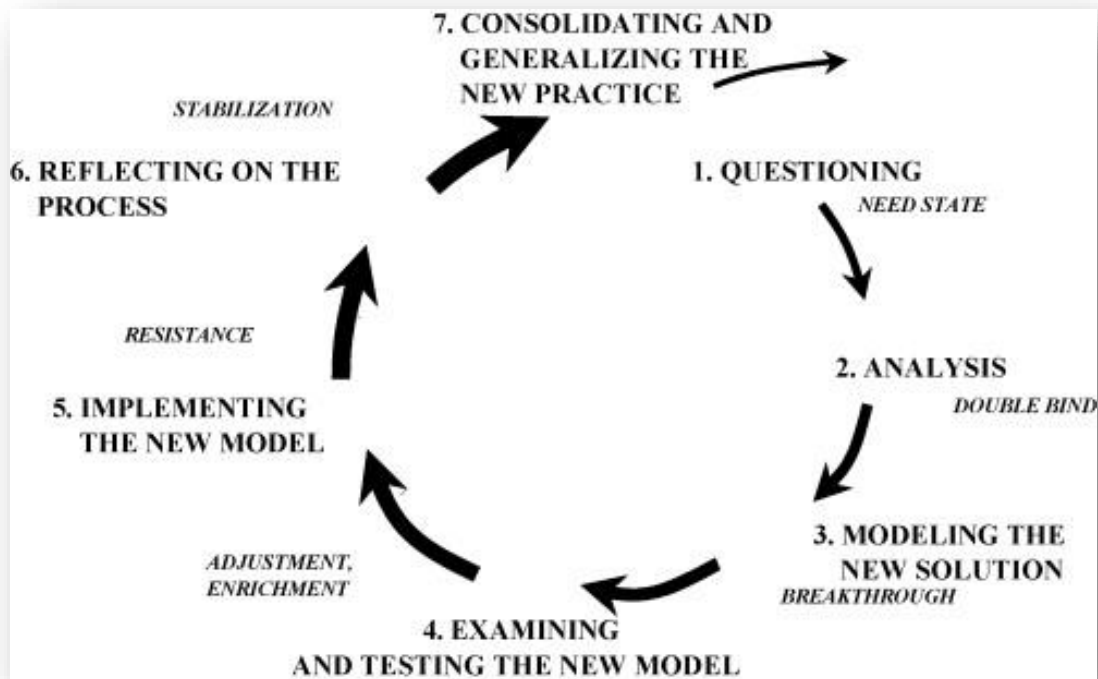 7. CONSOLIDATING AND
GENERALIZING THE
NEW PRACTICE
STABILIZATION
6. REFLECTING ON THE
PROCESS
1. QUESTIONING
NEED STATE
RESISTANCE
2. ANALYSIS
DOUBLE BIND
5. IMPLEMENTING
THE NEW MODEL
3. MODELING THE
NEW SOLUTION
BREAKTHROUGH
ADJUSTMENT,
ENRICHMENT
4. EXAMINING
AND TESTING THE NEW MODEL